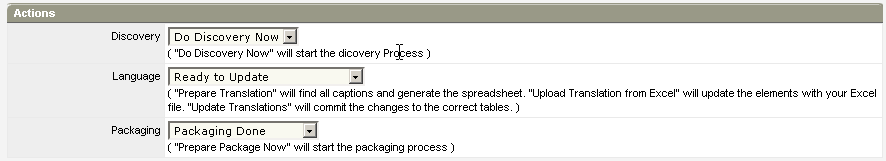 Actions
Discovery Do Discovery Now
( "Do Discovery Now" will start the dicovery Process )
Language Ready to Update
( "Prepare Translation" will find all captions and generate the spreadsheet. "Upload Translation from Excel" will update the elements with your Excel
file. "Update Translations" will commit the changes to the correct tables. )
Packaging Packaging Done
( "Prepare Package Now" will start the packaging process )